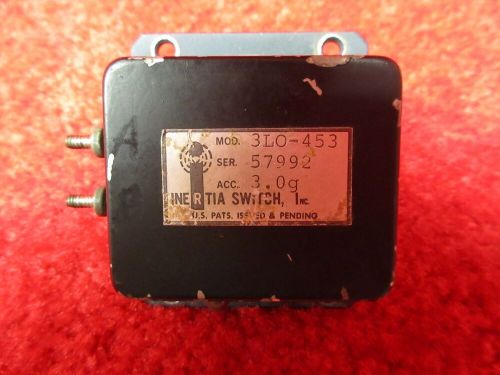 MOD. 3LO-453
SER. 57992
ACC. 3.0g
INERTIA SWITCH, INC.
U.S. PATS. ISSUED & PENDING